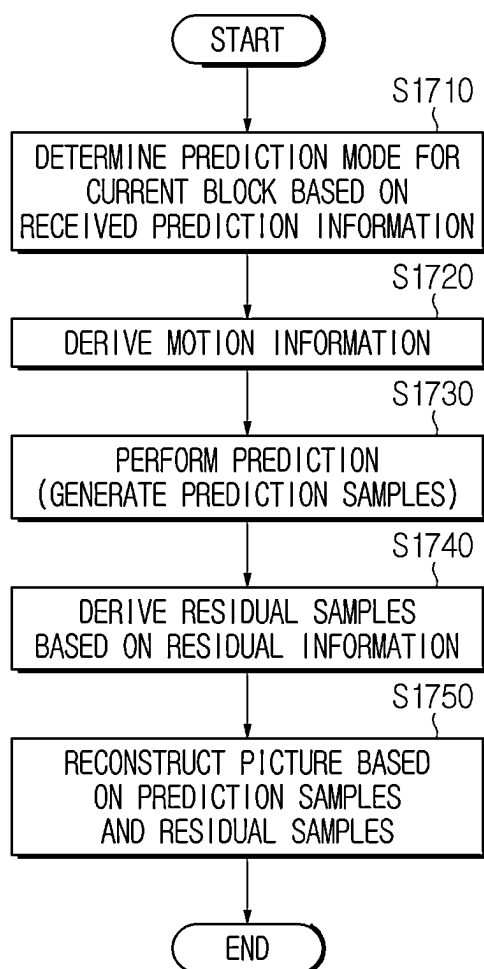 START
S1710
DETERMINE PREDICTION MODE FOR
CURRENT BLOCK BASED ON
RECEIVED PREDICTION INFORMATION
S1720
DERIVE MOTION INFORMATION
S1730
PERFORM PREDICTION
(GENERATE PREDICTION SAMPLES)
S1740
DERIVE RESIDUAL SAMPLES
BASED ON RESIDUAL INFORMATION
S1750
RECONSTRUCT PICTURE BASED
ON PREDICTION SAMPLES
AND RESIDUAL SAMPLES
END